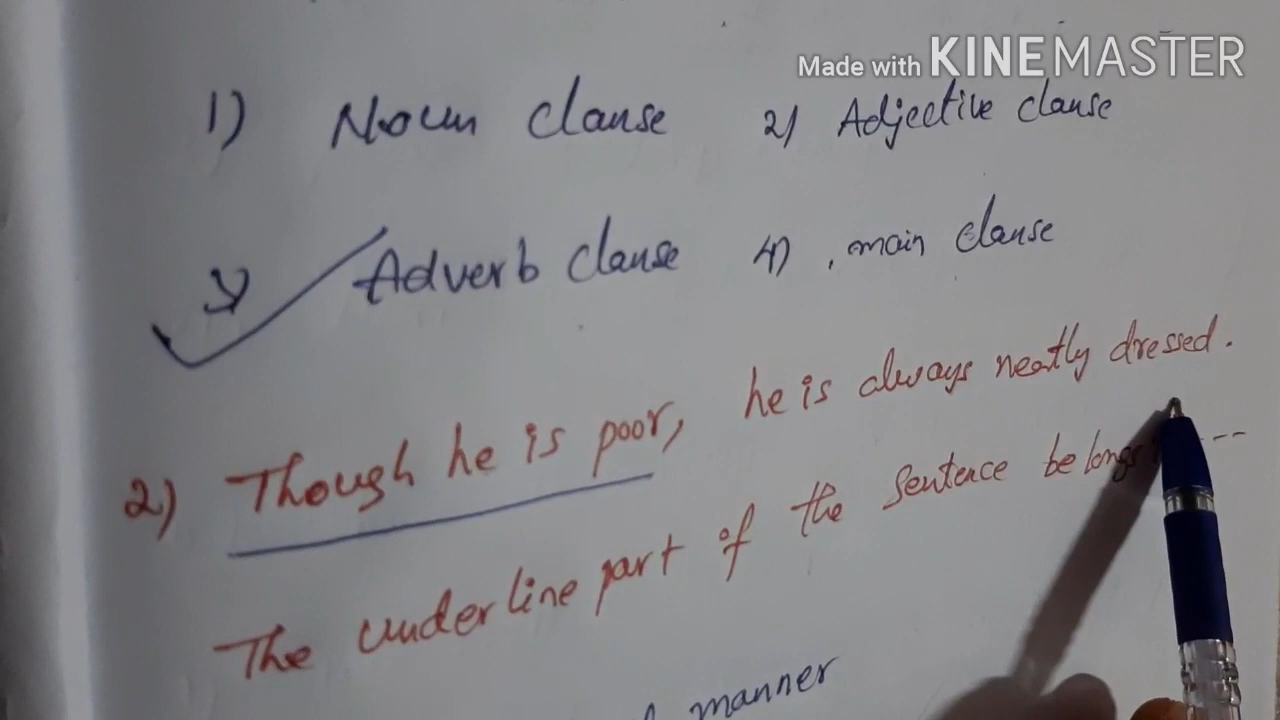 Made with KINEMASTER
1) Noun clause 2) Adjective clause
3) Adverb clause 4) main clause
2) Though he is poor, he is always neatly dressed.
The underline part of the sentence belongs ---
manner